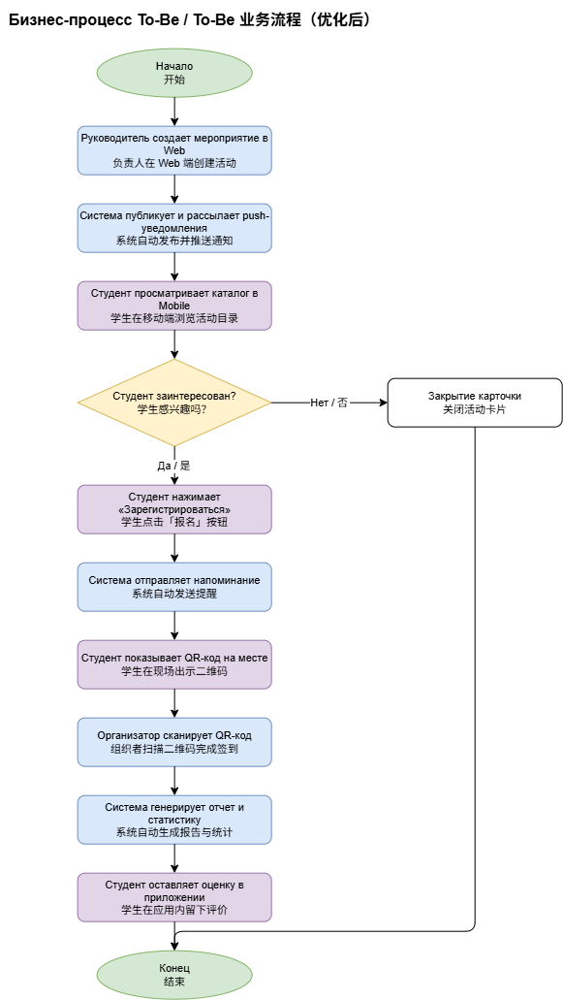 Бизнес-процесс To-Be / To-Be 业务流程（优化后）
Начало
开始
Руководитель создает мероприятие в
Web
负责人在 Web 端创建活动
Система публикует и рассылает push-
уведомления
系统自动发布并推送通知
Студент просматривает каталог в
Mobile
学生在移动端浏览活动目录
Студент заинтересован?
学生感兴趣吗？
Нет / 否
Закрытие карточки
关闭活动卡片
Да / 是
Студент нажимает
«Зарегистрироваться»
学生点击「报名」按钮
Система отправляет напоминание
系统自动发送提醒
Студент показывает QR-код на месте
学生在现场出示二维码
Организатор сканирует QR-код
组织者扫描二维码完成签到
Система генерирует отчет и
статистику
系统自动生成报告与统计
Студент оставляет оценку в
приложении
学生在应用内留下评价
Конец
结束